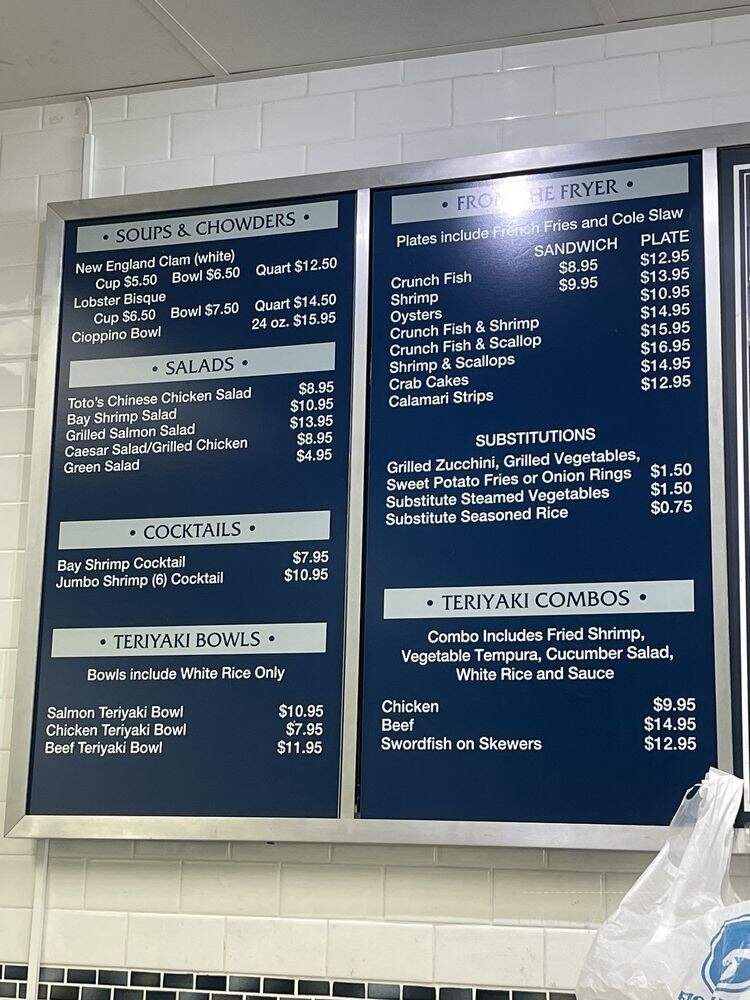 • SOUPS & CHOWDERS •
New England Clam (white)
Cup $5.50 Bowl $6.50 Quart $12.50
Lobster Bisque
Cup $6.50 Bowl $7.50 Quart $14.50
Cioppino Bowl 24 oz. $15.95
• SALADS •
Toto's Chinese Chicken Salad $8.95
Bay Shrimp Salad $10.95
Grilled Salmon Salad $13.95
Caesar Salad/Grilled Chicken $8.95
Green Salad $4.95
• COCKTAILS •
Bay Shrimp Cocktail $7.95
Jumbo Shrimp (6) Cocktail $10.95
• TERIYAKI BOWLS •
Bowls include White Rice Only
Salmon Teriyaki Bowl $10.95
Chicken Teriyaki Bowl $7.95
Beef Teriyaki Bowl $11.95
• FROM THE FRYER •
Plates include French Fries and Cole Slaw
SANDWICH PLATE
Crunch Fish $8.95 $12.95
Shrimp $9.95 $13.95
Oysters $10.95
Crunch Fish & Shrimp $14.95
Crunch Fish & Scallop $15.95
Shrimp & Scallops $16.95
Crab Cakes $14.95
Calamari Strips $12.95
SUBSTITUTIONS
Grilled Zucchini, Grilled Vegetables,
Sweet Potato Fries or Onion Rings $1.50
Substitute Steamed Vegetables $1.50
Substitute Seasoned Rice $0.75
• TERIYAKI COMBOS •
Combo Includes Fried Shrimp,
Vegetable Tempura, Cucumber Salad,
White Rice and Sauce
Chicken $9.95
Beef $14.95
Swordfish on Skewers $12.95